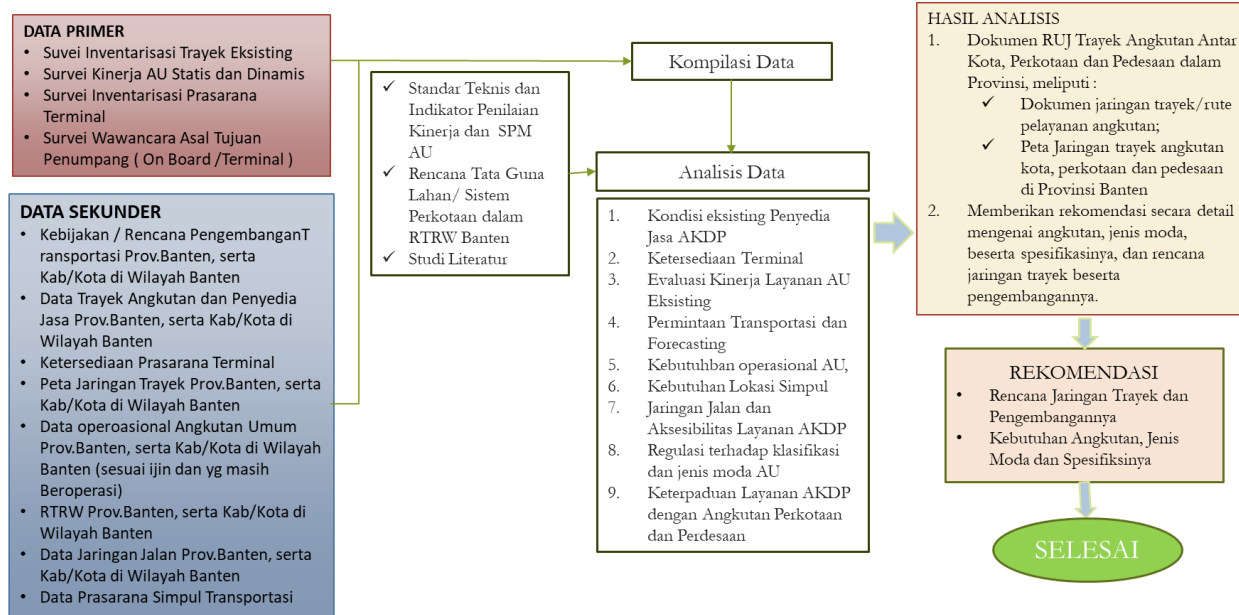 DATA PRIMER
• Suvei Inventarisasi Trayek Eksisting
• Survei Kinerja AU Statis dan Dinamis
• Survei Inventarisasi Prasarana
Terminal
• Survei Wawancara Asal Tujuan
Penumpang ( On Board /Terminal )
DATA SEKUNDER
• Kebijakan / Rencana PengembanganT
ransportasi Prov.Banten, serta
Kab/Kota di Wilayah Banten
• Data Trayek Angkutan dan Penyedia
Jasa Prov.Banten, serta Kab/Kota di
Wilayah Banten
• Ketersediaan Prasarana Terminal
• Peta Jaringan Trayek Prov.Banten, serta
Kab/Kota di Wilayah Banten
• Data operoasional Angkutan Umum
Prov.Banten, serta Kab/Kota di Wilayah
Banten (sesuai ijin dan yg masih
Beroperasi)
• RTRW Prov.Banten, serta Kab/Kota di
Wilayah Banten
• Data Jaringan Jalan Prov.Banten, serta
Kab/Kota di Wilayah Banten
• Data Prasarana Simpul Transportasi
✓ Standar Teknis dan
Indikator Penilaian
Kinerja dan SPM
AU
✓ Rencana Tata Guna
Lahan/ Sistem
Perkotaan dalam
RTRW Banten
✓ Studi Literatur
Kompilasi Data
Analisis Data
1. Kondisi eksisting Penyedia
Jasa AKDP
2. Ketersediaan Terminal
3. Evaluasi Kinerja Layanan AU
Eksisting
4. Permintaan Transportasi dan
Forecasting
5. Kebutuhban operasional AU,
6. Kebutuhan Lokasi Simpul
7. Jaringan Jalan dan
Aksesibilitas Layanan AKDP
8. Regulasi terhadap klasifikasi
dan jenis moda AU
9. Keterpaduan Layanan AKDP
dengan Angkutan Perkotaan
dan Perdesaan
HASIL ANALISIS
1. Dokumen RUJ Trayek Angkutan Antar
Kota, Perkotaan dan Pedesaan dalam
Provinsi, meliputi :
✓ Dokumen jaringan trayek/rute
pelayanan angkutan;
✓ Peta Jaringan trayek angkutan
kota, perkotaan dan pedesaan
di Provinsi Banten
2. Memberikan rekomendasi secara detail
mengenai angkutan, jenis moda,
beserta spesifikasinya, dan rencana
jaringan trayek beserta
pengembangannya.
REKOMENDASI
• Rencana Jaringan Trayek dan
Pengembangannya
• Kebutuhan Angkutan, Jenis
Moda dan Spesifiksinya
SELESAI